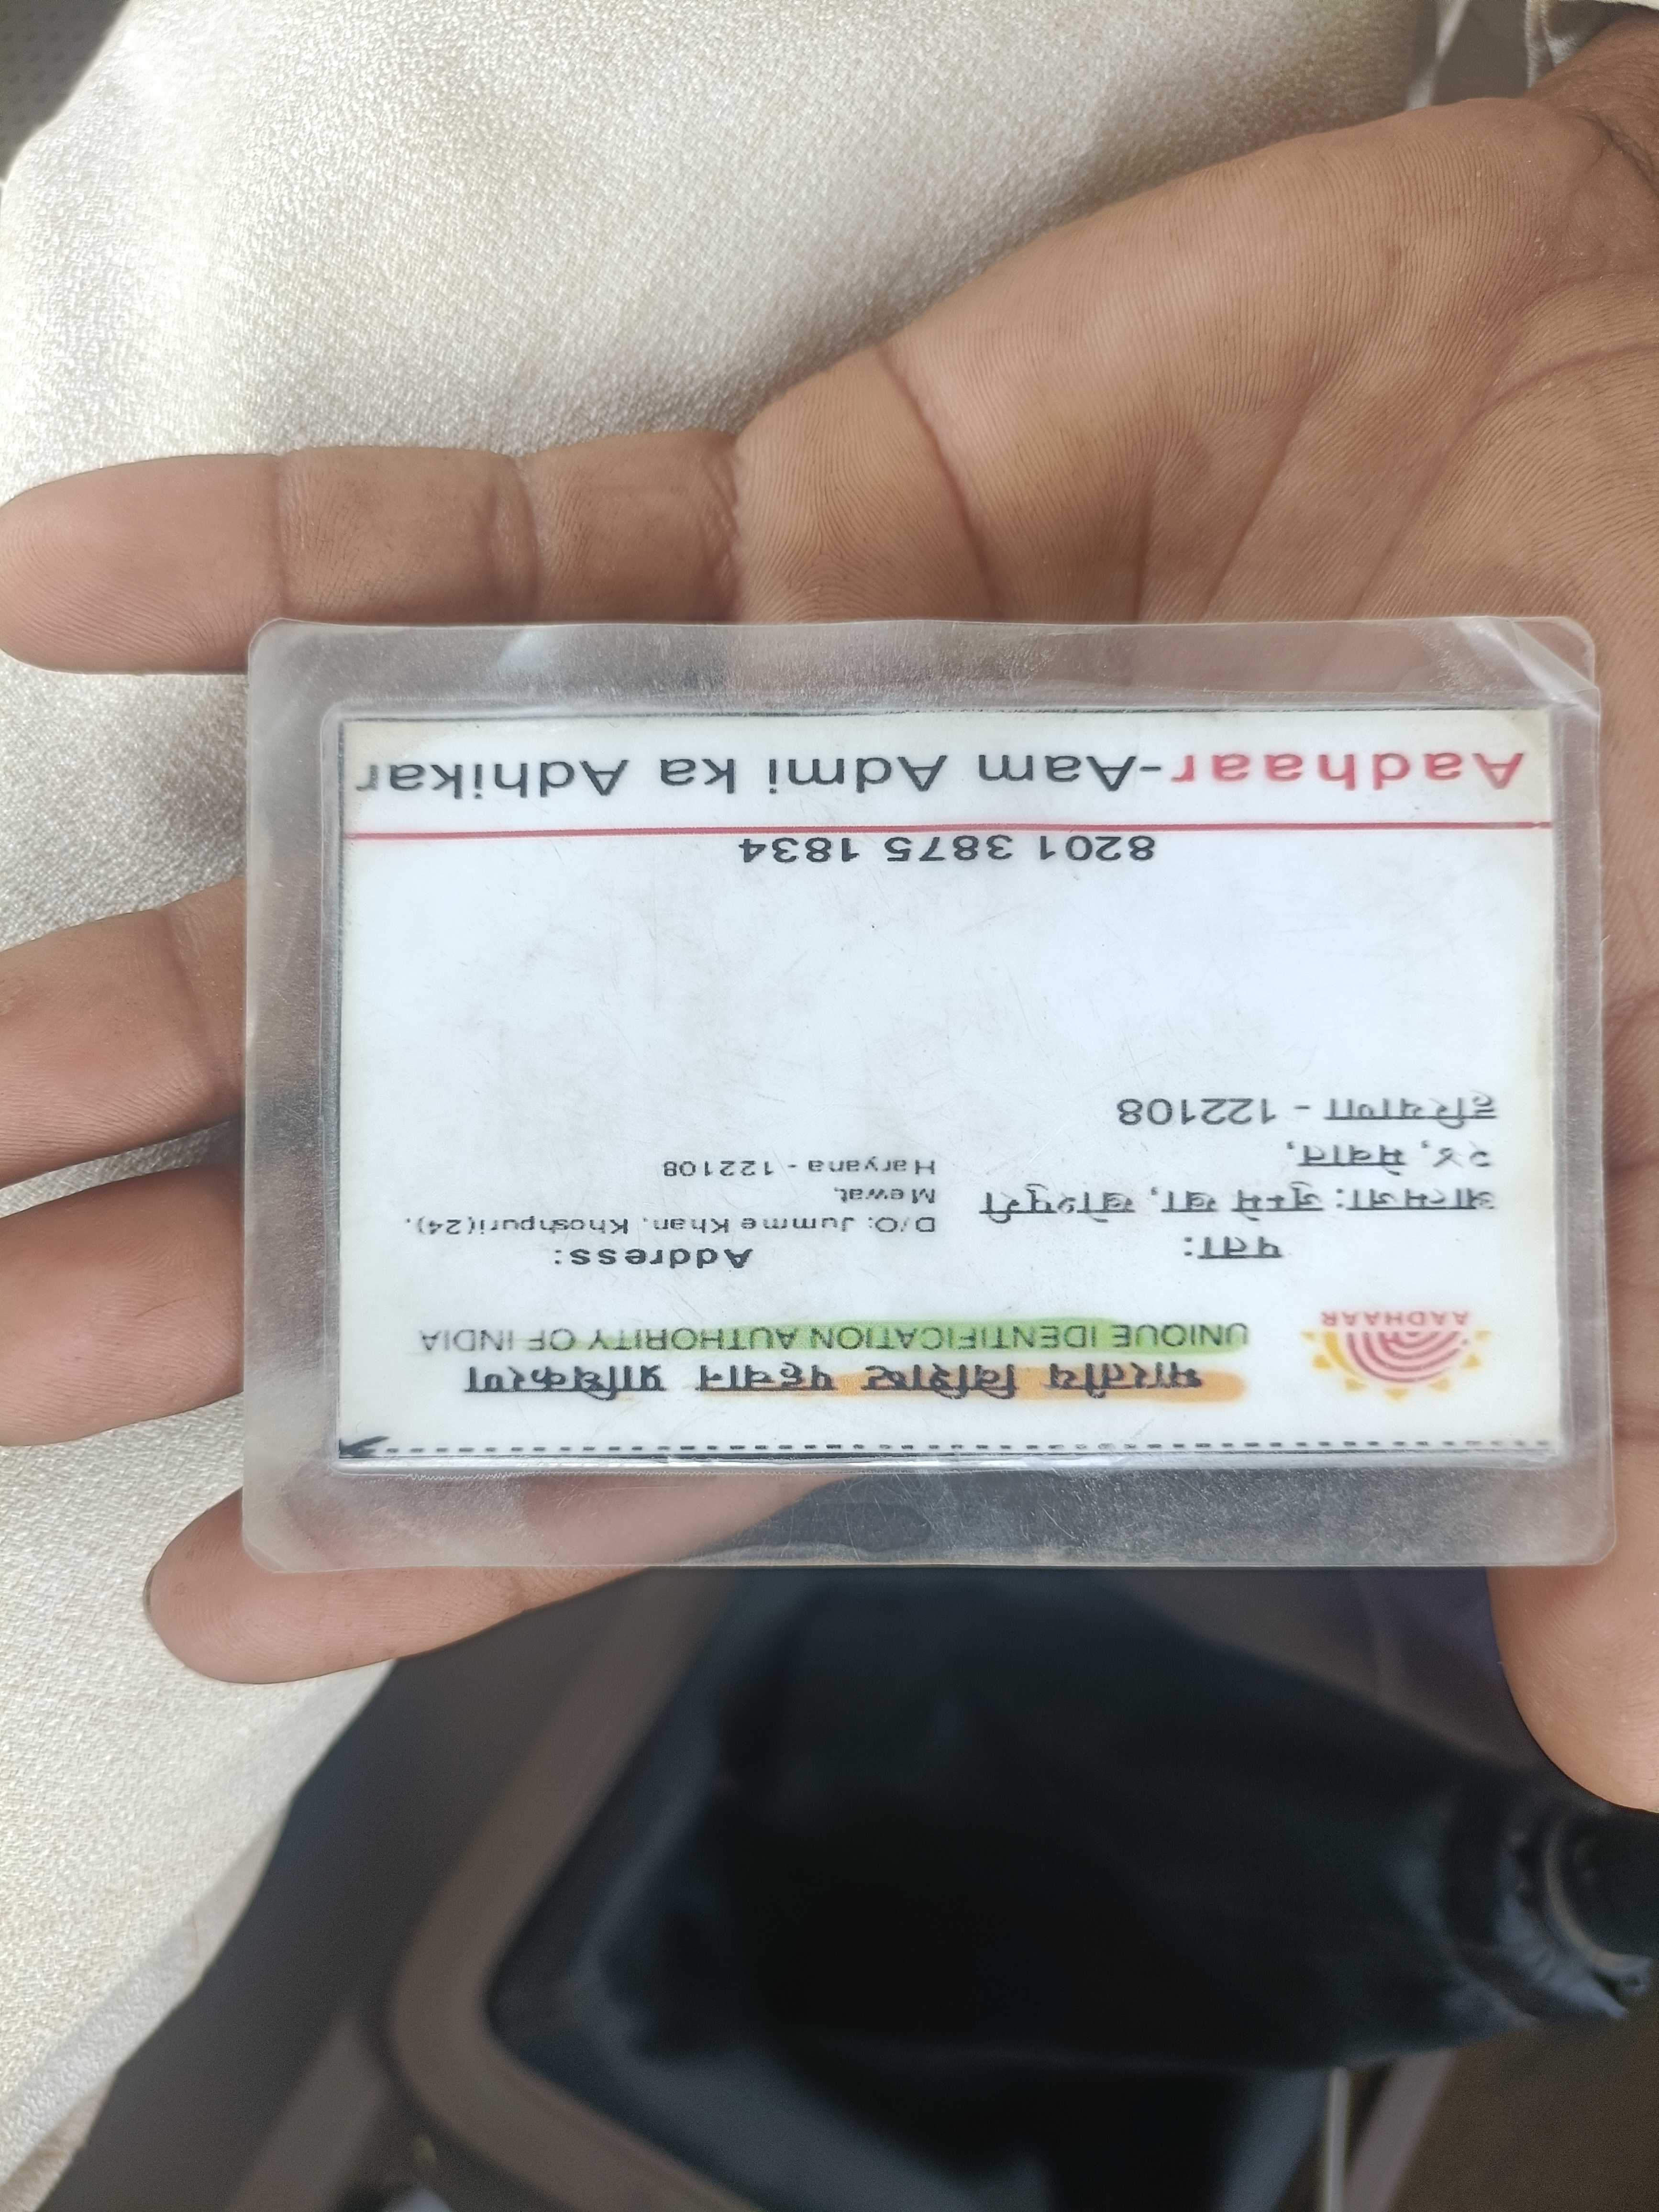 भारतीय विशिष्ट पहचान प्राधिकरण
UNIQUE IDENTIFICATION AUTHORITY OF INDIA
AADHAAR
पता:
आत्मजा: जुम्मे खा, खोशपुरी
२४, मेवात,
हरियाणा - 122108
Address:
D/O: Jumme Khan, Khoshpuri(24),
Mewat,
Haryana - 122108
8201 3875 1834
Aadhaar-Aam Admi ka Adhikar